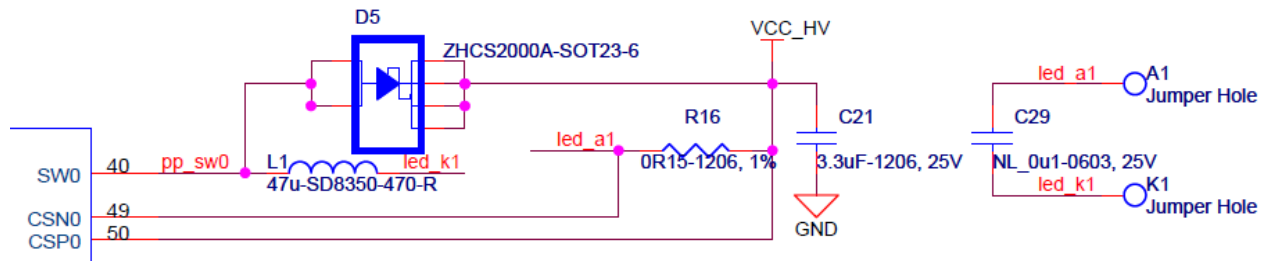 D5
VCC_HV
ZHCS2000A-SOT23-6
led_a1
A1
Jumper Hole
R16
C21
C29
led_a1
0R15-1206, 1%
3.3uF-1206, 25V
NL_0u1-0603, 25V
SW0
40
pp_sw0
L1
led_k1
47u-SD8350-470-R
led_k1
K1
Jumper Hole
CSN0
49
GND
CSP0
50